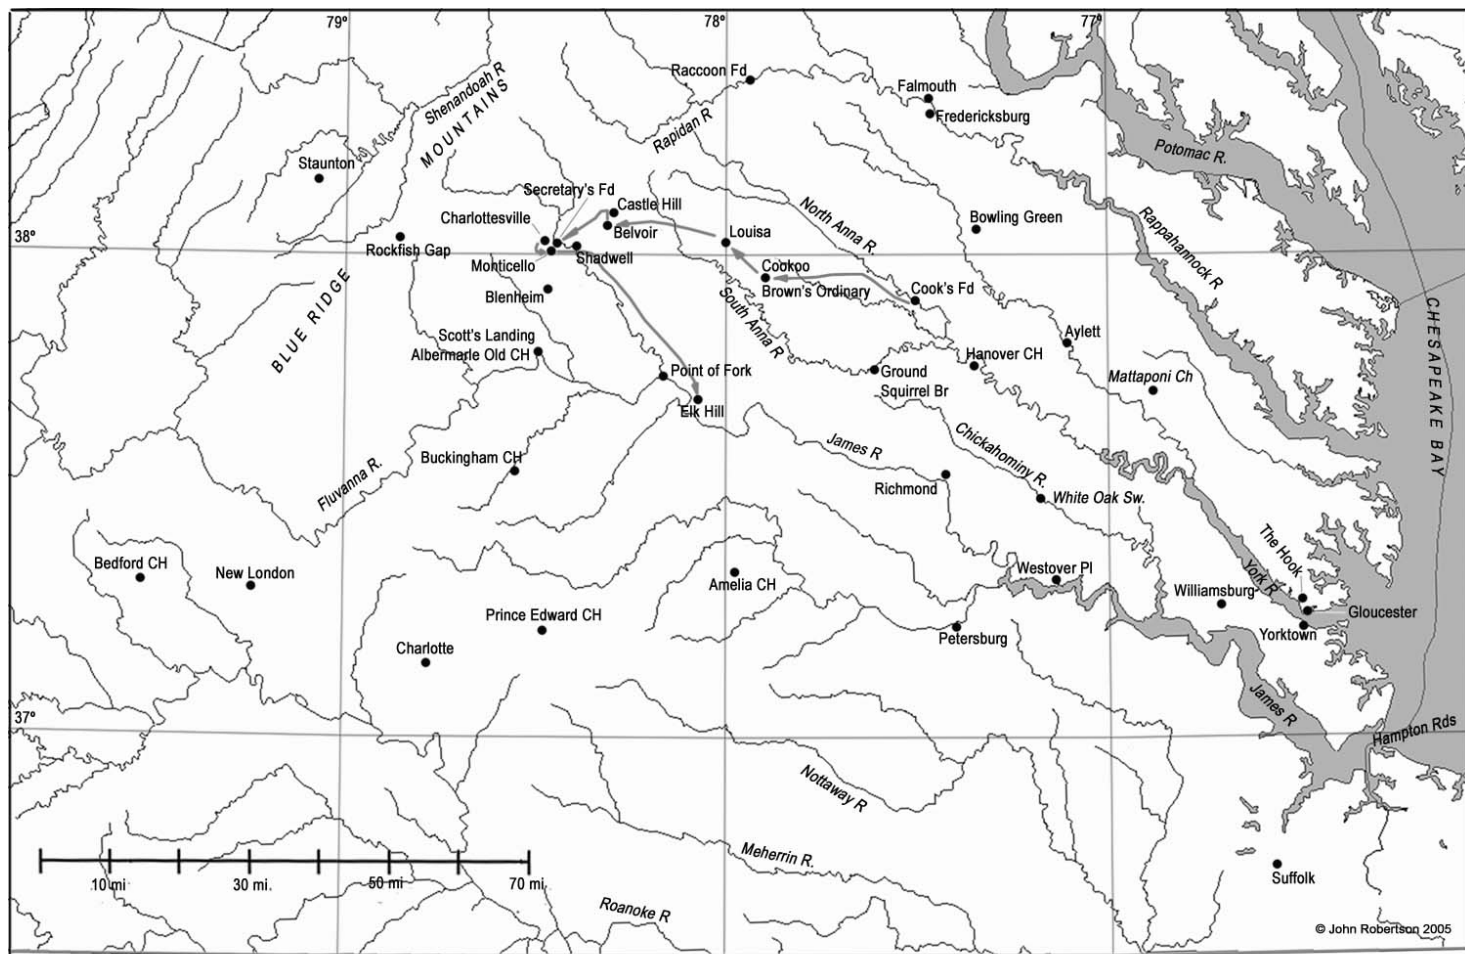 79°
78°
77°
Raccoon Fd
Falmouth
Fredericksburg
Shenandoah R
MOUNTAINS
Rapidan R
Potomac R.
Staunton
Secretary's Fd
Castle Hill
Charlottesville
Belvoir
Louisa
North Anna R.
Bowling Green
Rappahannock R
38°
Rockfish Gap
Monticello
Shadwell
Cookoo
Brown's Ordinary
Cook's Fd
Blenheim
South Anna R
BLUE RIDGE
CHESAPEAKE BAY
Scott's Landing
Albermarle Old CH
Aylett
Hanover CH
Point of Fork
Ground
Squirrel Br
Mattaponi Ch
Elk Hill
James R
Chickahominy R.
Buckingham CH
Fluvanna R.
Richmond
White Oak Sw.
Bedford CH
New London
Amelia CH
Westover Pl
The Hook
York R
Williamsburg
Gloucester
Prince Edward CH
Petersburg
Yorktown
Charlotte
James R
37°
Hampton Rds
Nottaway R
Meherrin R.
10 mi
30 mi.
50 mi
70 mi.
Suffolk
Roanoke R
© John Robertson 2005